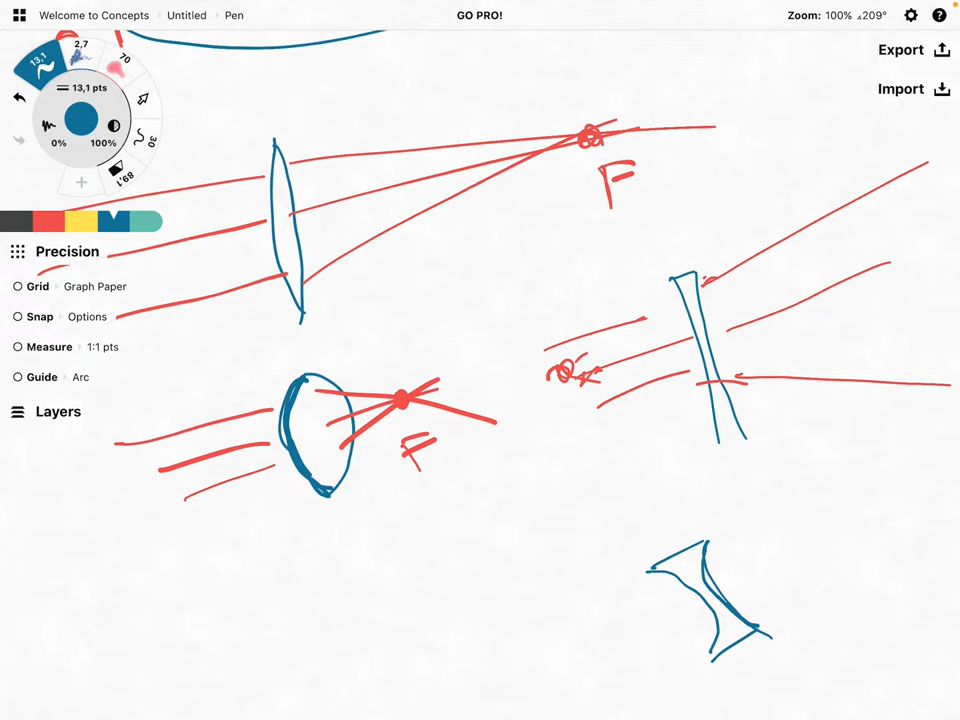 Welcome to Concepts › Untitled › Pen
GO PRO!
Zoom: 100% ⊿209°
Export
Import
13,1
2,7
70
13,1 pts
0%
100%
30
89,1
Precision
Grid › Graph Paper
Snap › Options
Measure › 1:1 pts
Guide › Arc
Layers
F
F